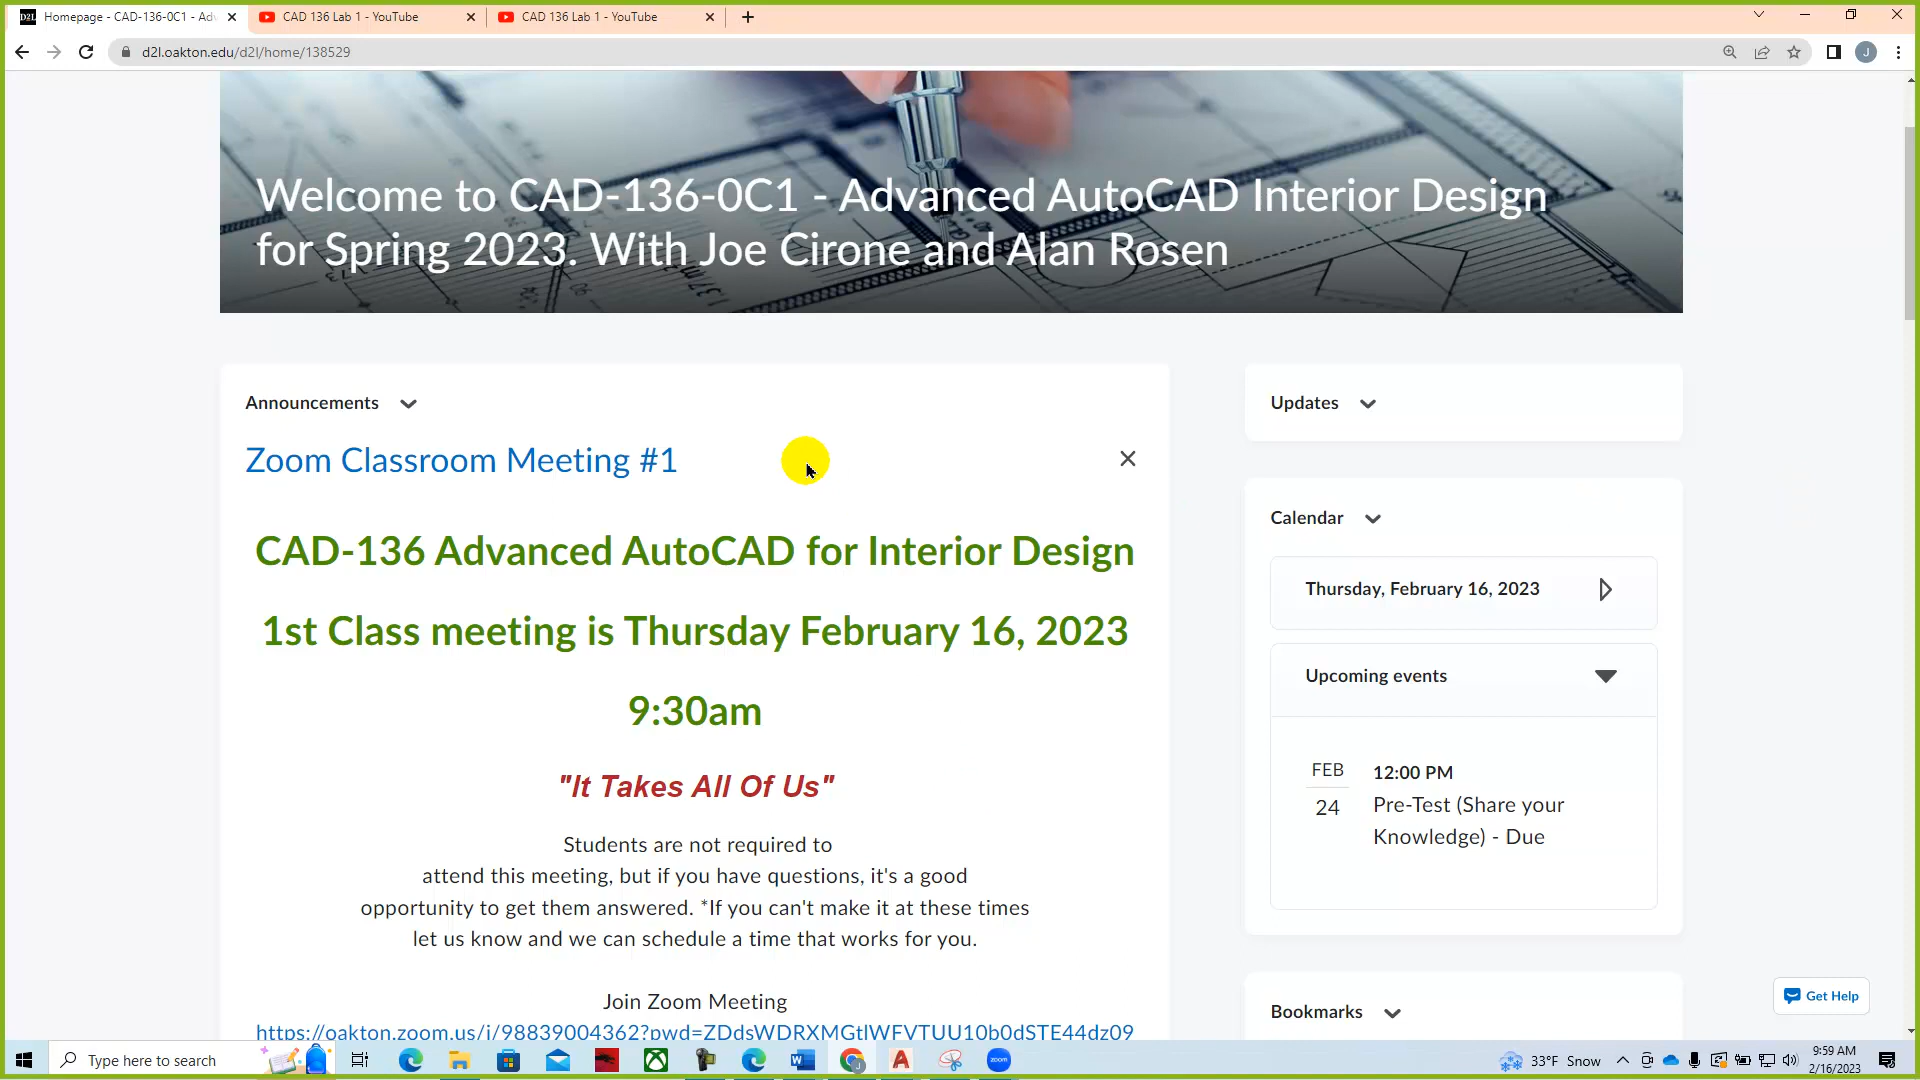 Homepage - CAD-136-0C1 - Adv
CAD 136 Lab 1 - YouTube
CAD 136 Lab 1 - YouTube
d2l.oakton.edu/d2l/home/138529
J
Welcome to CAD-136-0C1 - Advanced AutoCAD Interior Design
for Spring 2023. With Joe Cirone and Alan Rosen
Announcements
Zoom Classroom Meeting #1
CAD-136 Advanced AutoCAD for Interior Design
1st Class meeting is Thursday February 16, 2023
9:30am
"It Takes All Of Us"
Students are not required to
attend this meeting, but if you have questions, it's a good
opportunity to get them answered. *If you can't make it at these times
let us know and we can schedule a time that works for you.
Join Zoom Meeting
https://oakton.zoom.us/j/98839004362?pwd=ZDdsWDRXMGtlWFVTUU10b0dSTE44dz09
Updates
Calendar
Thursday, February 16, 2023
Upcoming events
FEB
24
12:00 PM
Pre-Test (Share your
Knowledge) - Due
Bookmarks
Get Help
Type here to search
33°F Snow
9:59 AM
2/16/2023